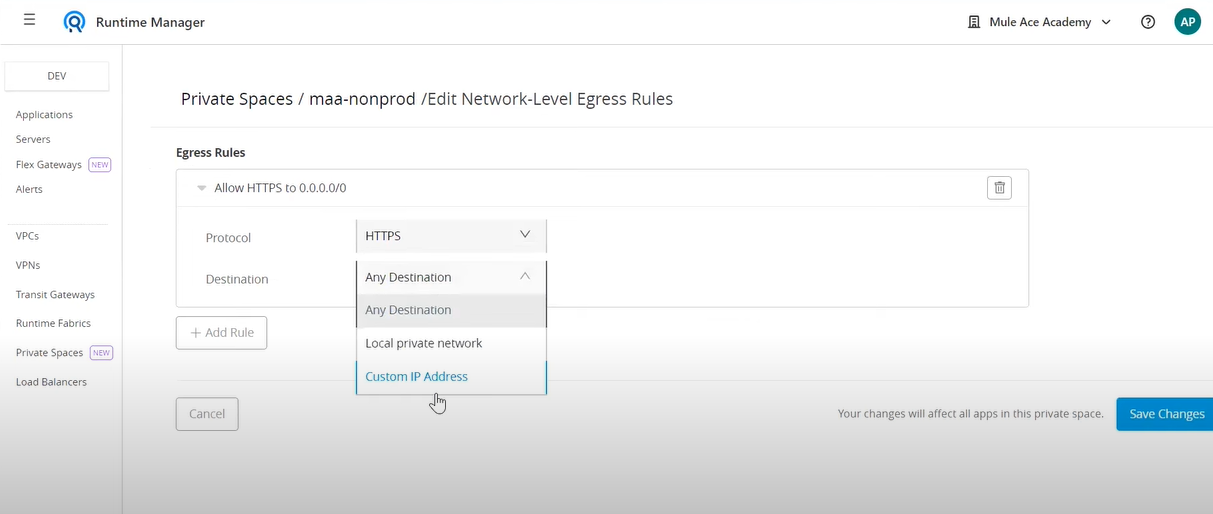 Runtime Manager
Mule Ace Academy
?
AP
DEV
Applications
Servers
Flex Gateways NEW
Alerts
VPCs
VPNs
Transit Gateways
Runtime Fabrics
Private Spaces NEW
Load Balancers
Private Spaces / maa-nonprod /Edit Network-Level Egress Rules
Egress Rules
Allow HTTPS to 0.0.0.0/0
Protocol
HTTPS
Destination
Any Destination
Any Destination
Local private network
Custom IP Address
+ Add Rule
Cancel
Your changes will affect all apps in this private space.
Save Changes